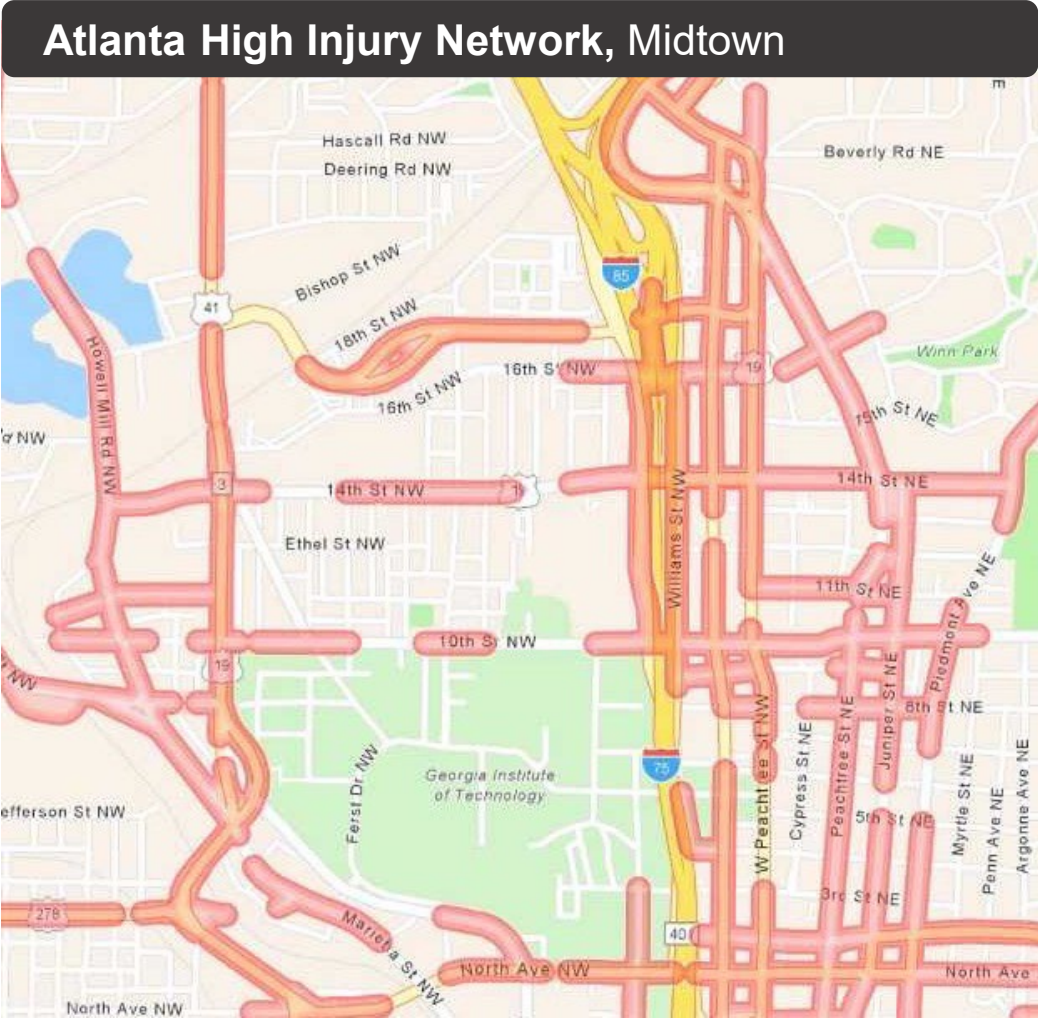 Atlanta High Injury Network, Midtown
Hascall Rd NW
Deering Rd NW
Beverly Rd NE
Bishop St NW
85
41
18th St NW
Howell Mill Rd NW
16th St NW
19
Winn Park
16th St NW
15th St NE
d NW
3
14th St NW
14th St NE
Williams St NW
Ethel St NW
11th St NE
Piedmont Ave NE
10th St NW
19
NW
Juniper St NE
8th St NE
W Peachtree St NW
Cypress St NE
Peachtree St NE
75
Georgia Institute
of Technology
Ferst Dr NW
Myrtle St NE
Penn Ave NE
Argonne Ave NE
efferson St NW
5th St NE
3rd St NE
278
Marietta St NW
40
North Ave NW
North Ave
North Ave NW